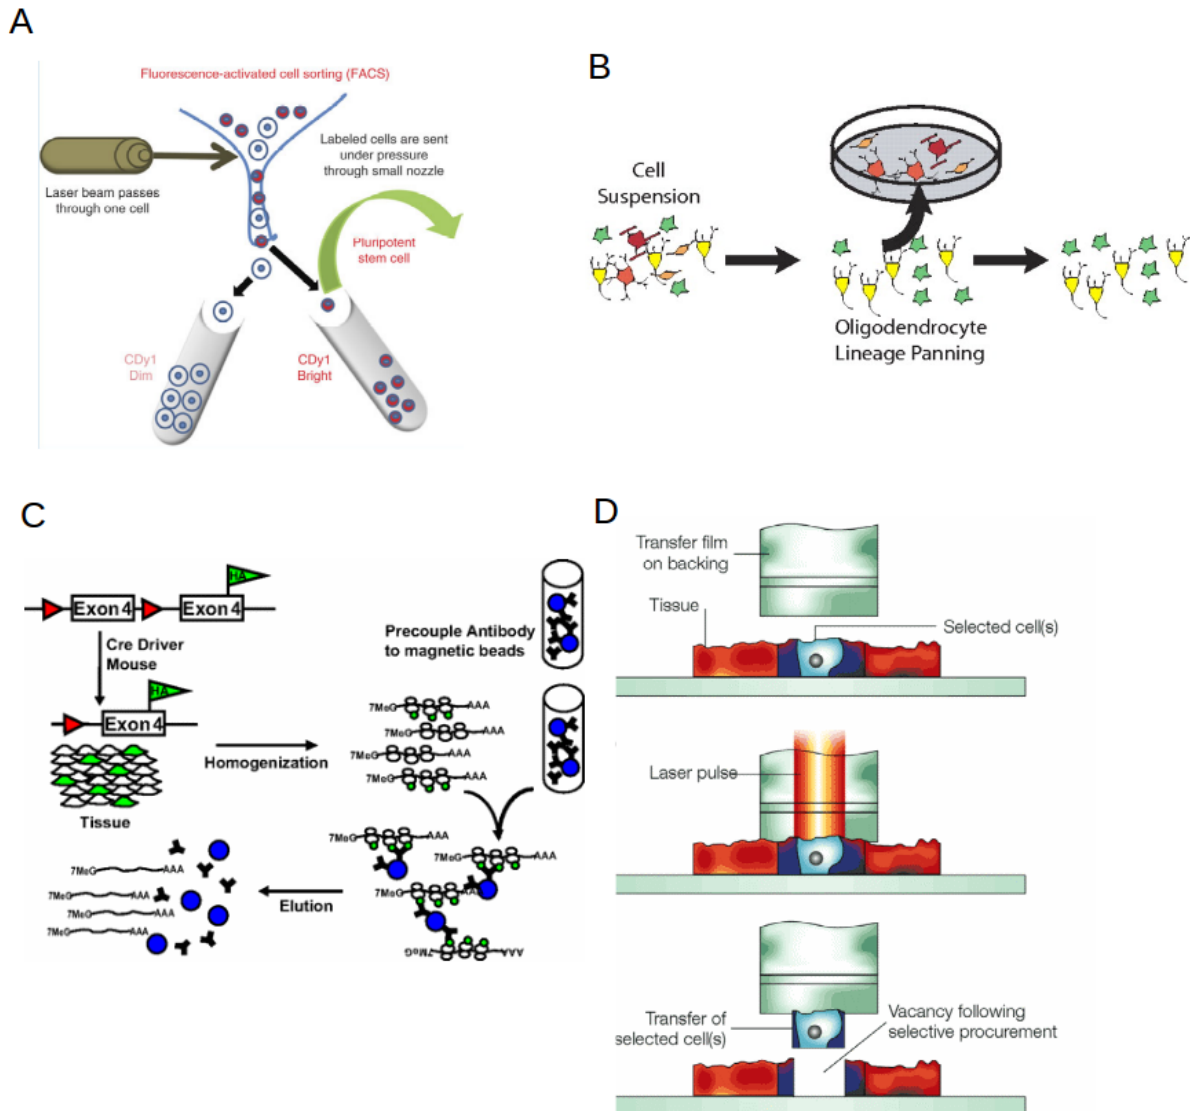 A
Fluorescence-activated cell sorting (FACS)
Labeled cells are sent
under pressure
through small nozzle
Laser beam passes
through one cell
Pluripotent
stem cell
CDy1
Dim
CDy1
Bright
B
Cell
Suspension
Oligodendrocyte
Lineage Panning
C
HA
Exon 4
Exon 4
Cre Driver
Mouse
HA
Exon 4
Tissue
Homogenization
Precouple Antibody
to magnetic beads
7MeG AAA
7MeG AAA
7MeG AAA
7MeG AAA
7MeG AAA
7MeG AAA
7MeG AAA
7MeG AAA
Elution
7MeG AAA
7MeG AAA
7MeG AAA
7MeG AAA
D
Transfer film
on backing
Tissue
Selected cell(s)
Laser pulse
Transfer of
selected cell(s)
Vacancy following
selective procurement